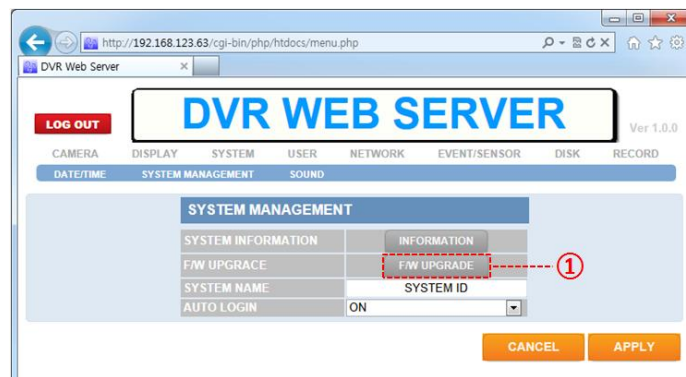 http://192.168.123.63/cgi-bin/php/htdocs/menu.php
DVR Web Server
LOG OUT
DVR WEB SERVER
Ver 1.0.0
CAMERA DISPLAY SYSTEM USER NETWORK EVENT/SENSOR DISK RECORD
DATE/TIME SYSTEM MANAGEMENT SOUND
SYSTEM MANAGEMENT
SYSTEM INFORMATION INFORMATION
F/W UPGRACE F/W UPGRADE ①
SYSTEM NAME SYSTEM ID
AUTO LOGIN ON
CANCEL APPLY